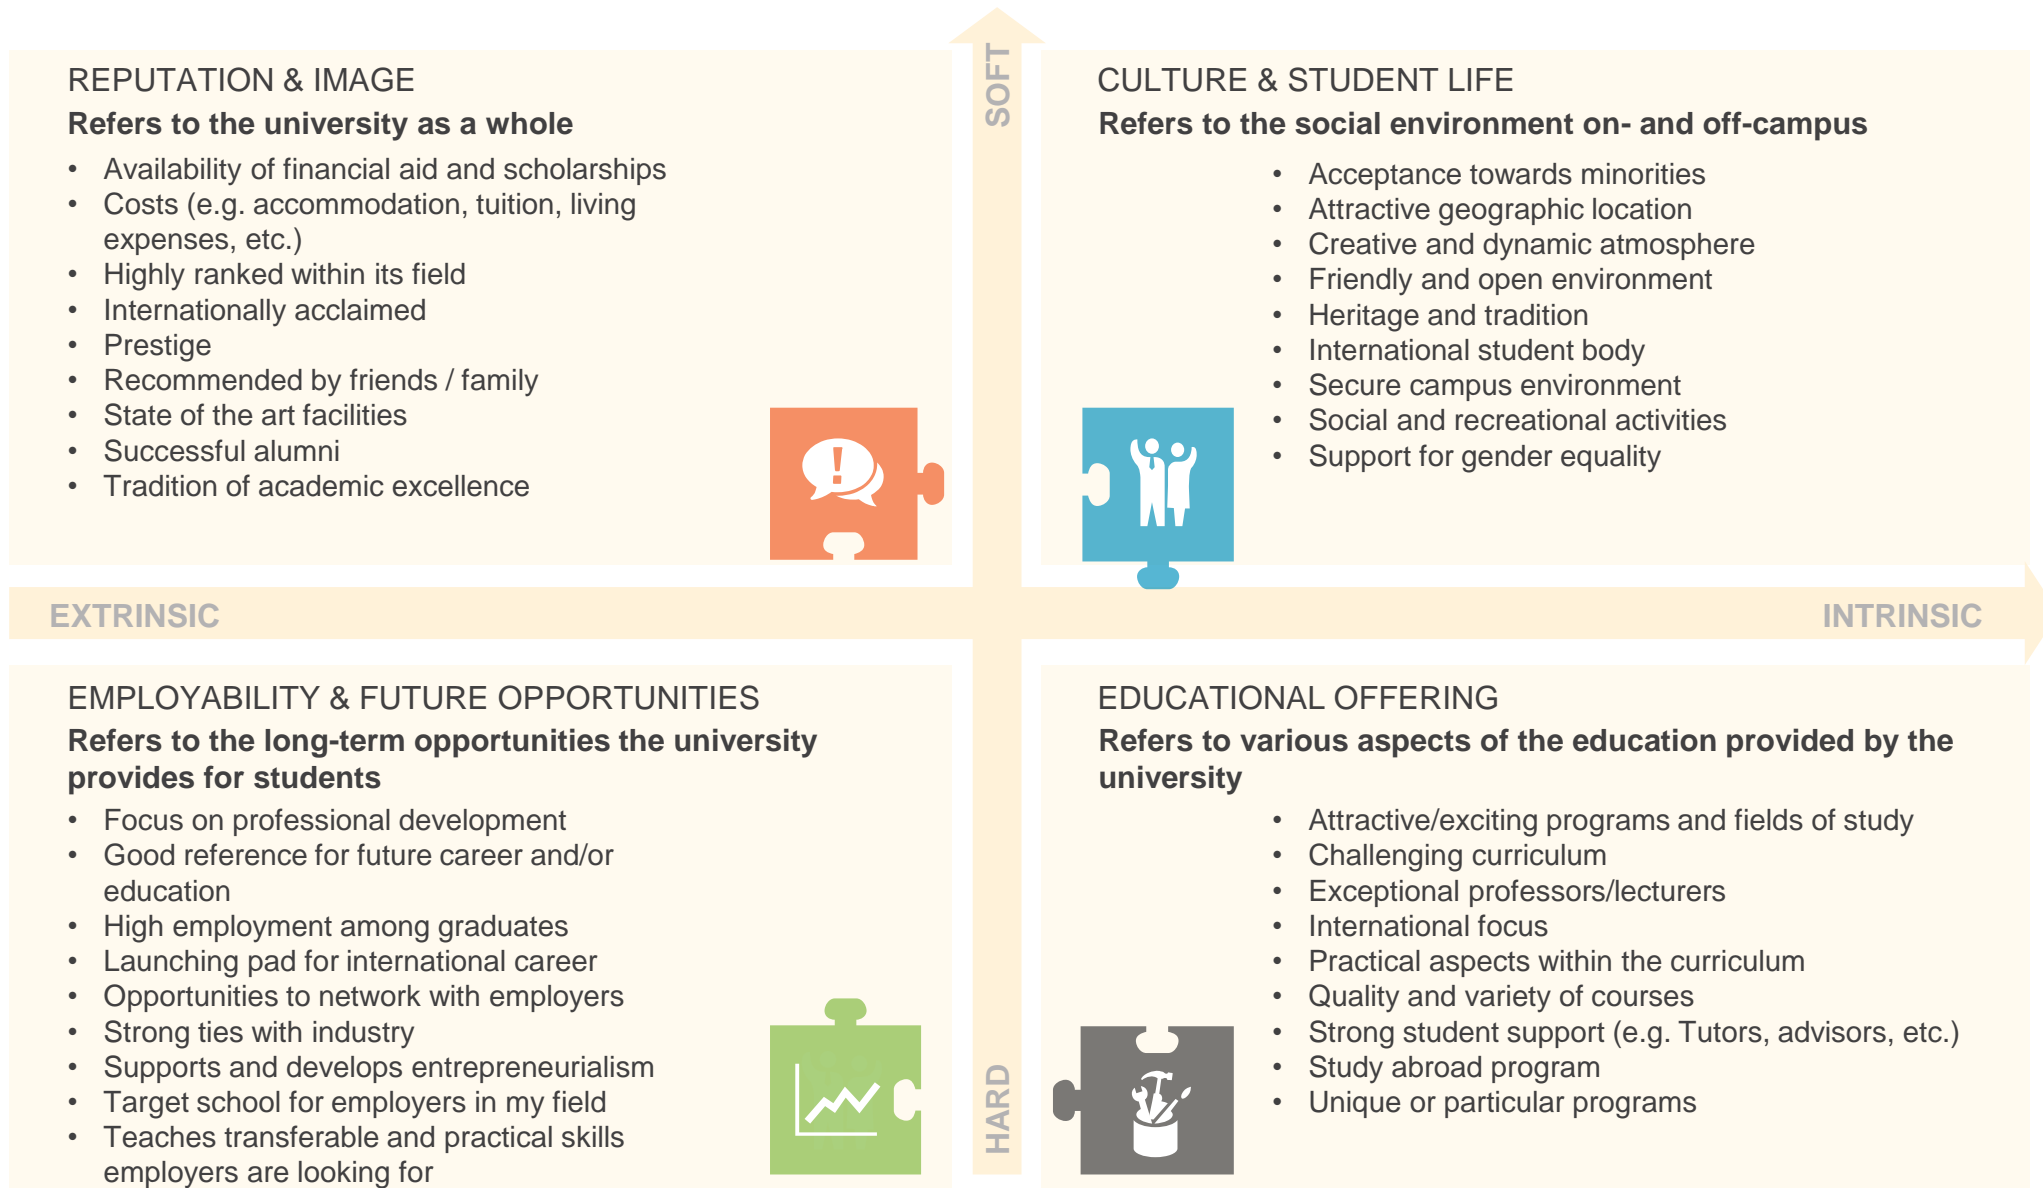 SOFT
REPUTATION & IMAGE
Refers to the university as a whole
• Availability of financial aid and scholarships
• Costs (e.g. accommodation, tuition, living
expenses, etc.)
• Highly ranked within its field
• Internationally acclaimed
• Prestige
• Recommended by friends / family
• State of the art facilities
• Successful alumni
• Tradition of academic excellence
CULTURE & STUDENT LIFE
Refers to the social environment on- and off-campus
• Acceptance towards minorities
• Attractive geographic location
• Creative and dynamic atmosphere
• Friendly and open environment
• Heritage and tradition
• International student body
• Secure campus environment
• Social and recreational activities
• Support for gender equality
EXTRINSIC
INTRINSIC
EMPLOYABILITY & FUTURE OPPORTUNITIES
Refers to the long-term opportunities the university
provides for students
• Focus on professional development
• Good reference for future career and/or
education
• High employment among graduates
• Launching pad for international career
• Opportunities to network with employers
• Strong ties with industry
• Supports and develops entrepreneurialism
• Target school for employers in my field
• Teaches transferable and practical skills
employers are looking for
HARD
EDUCATIONAL OFFERING
Refers to various aspects of the education provided by the
university
• Attractive/exciting programs and fields of study
• Challenging curriculum
• Exceptional professors/lecturers
• International focus
• Practical aspects within the curriculum
• Quality and variety of courses
• Strong student support (e.g. Tutors, advisors, etc.)
• Study abroad program
• Unique or particular programs